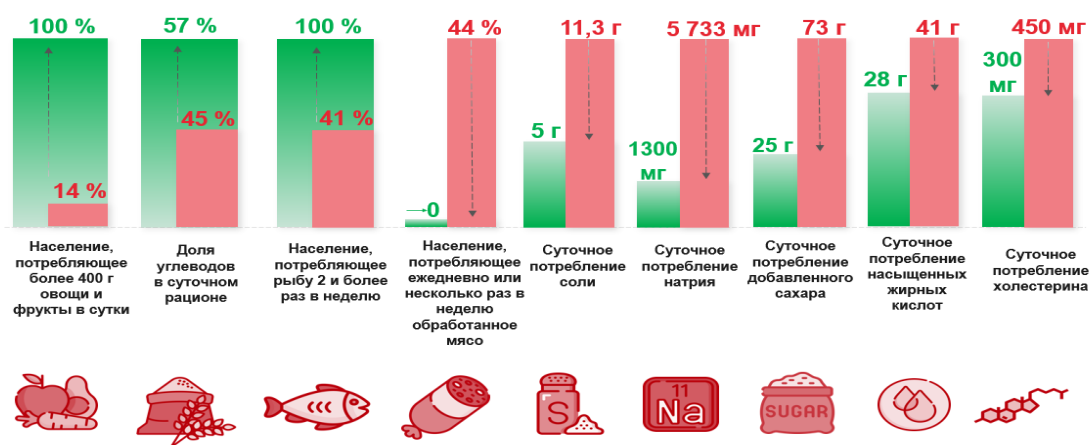 100 %
14 %
57 %
45 %
100 %
41 %
44 %
0
11,3 г
5 г
5 733 мг
1300
мг
73 г
25 г
41 г
28 г
450 мг
300
мг
Население,
потребляющее
более 400 г
овощи и
фрукты в сутки
Доля
углеводов
в суточном
рационе
Население,
потребляющее
рыбу 2 и более
раз в неделю
Население,
потребляющее
ежедневно или
несколько раз в
неделю
обработанное
мясо
Суточное
потребление
соли
Суточное
потребление
натрия
Суточное
потребление
добавленного
сахара
Суточное
потребление
насыщенных
жирных
кислот
Суточное
потребление
холестерина
S
11
Na
SUGAR